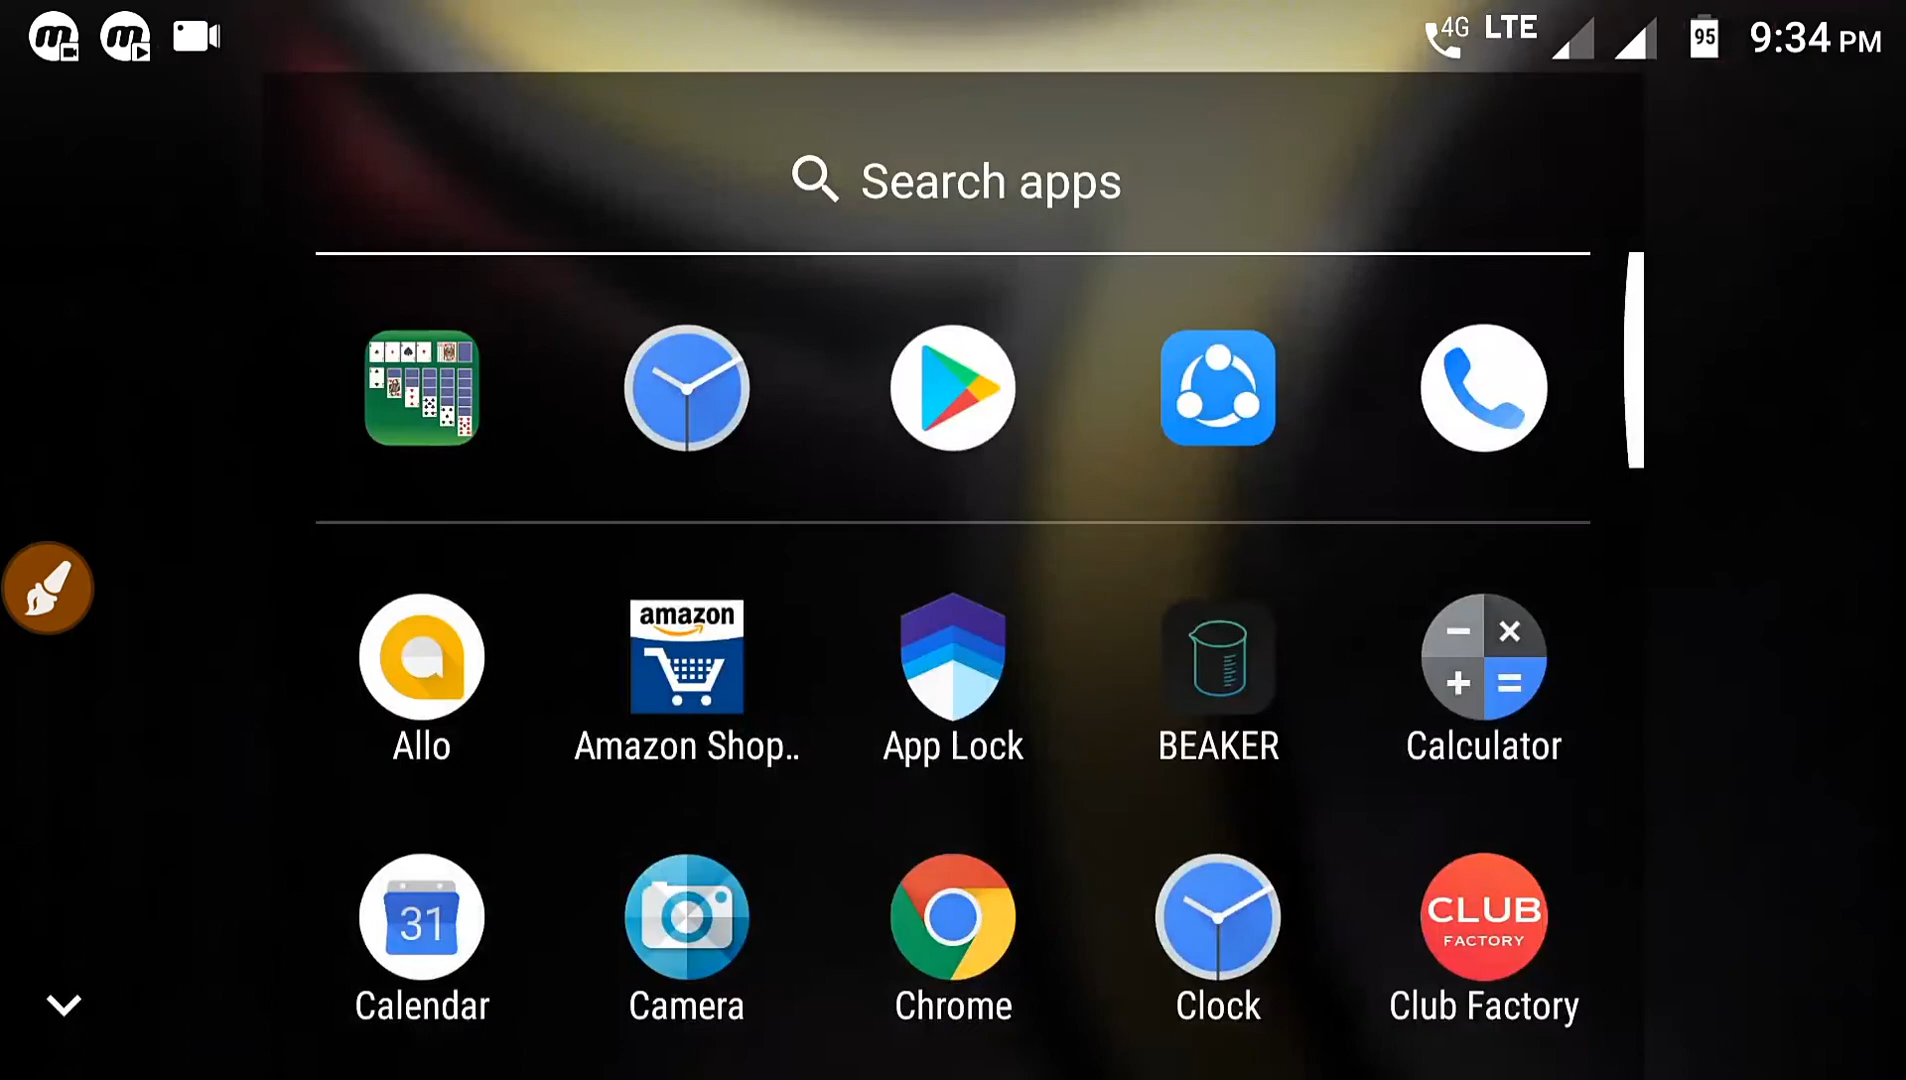 4G LTE 95 9:34 PM
Search apps
amazon
Allo
Amazon Shop..
App Lock
BEAKER
Calculator
31
CLUB
FACTORY
Calendar
Camera
Chrome
Clock
Club Factory